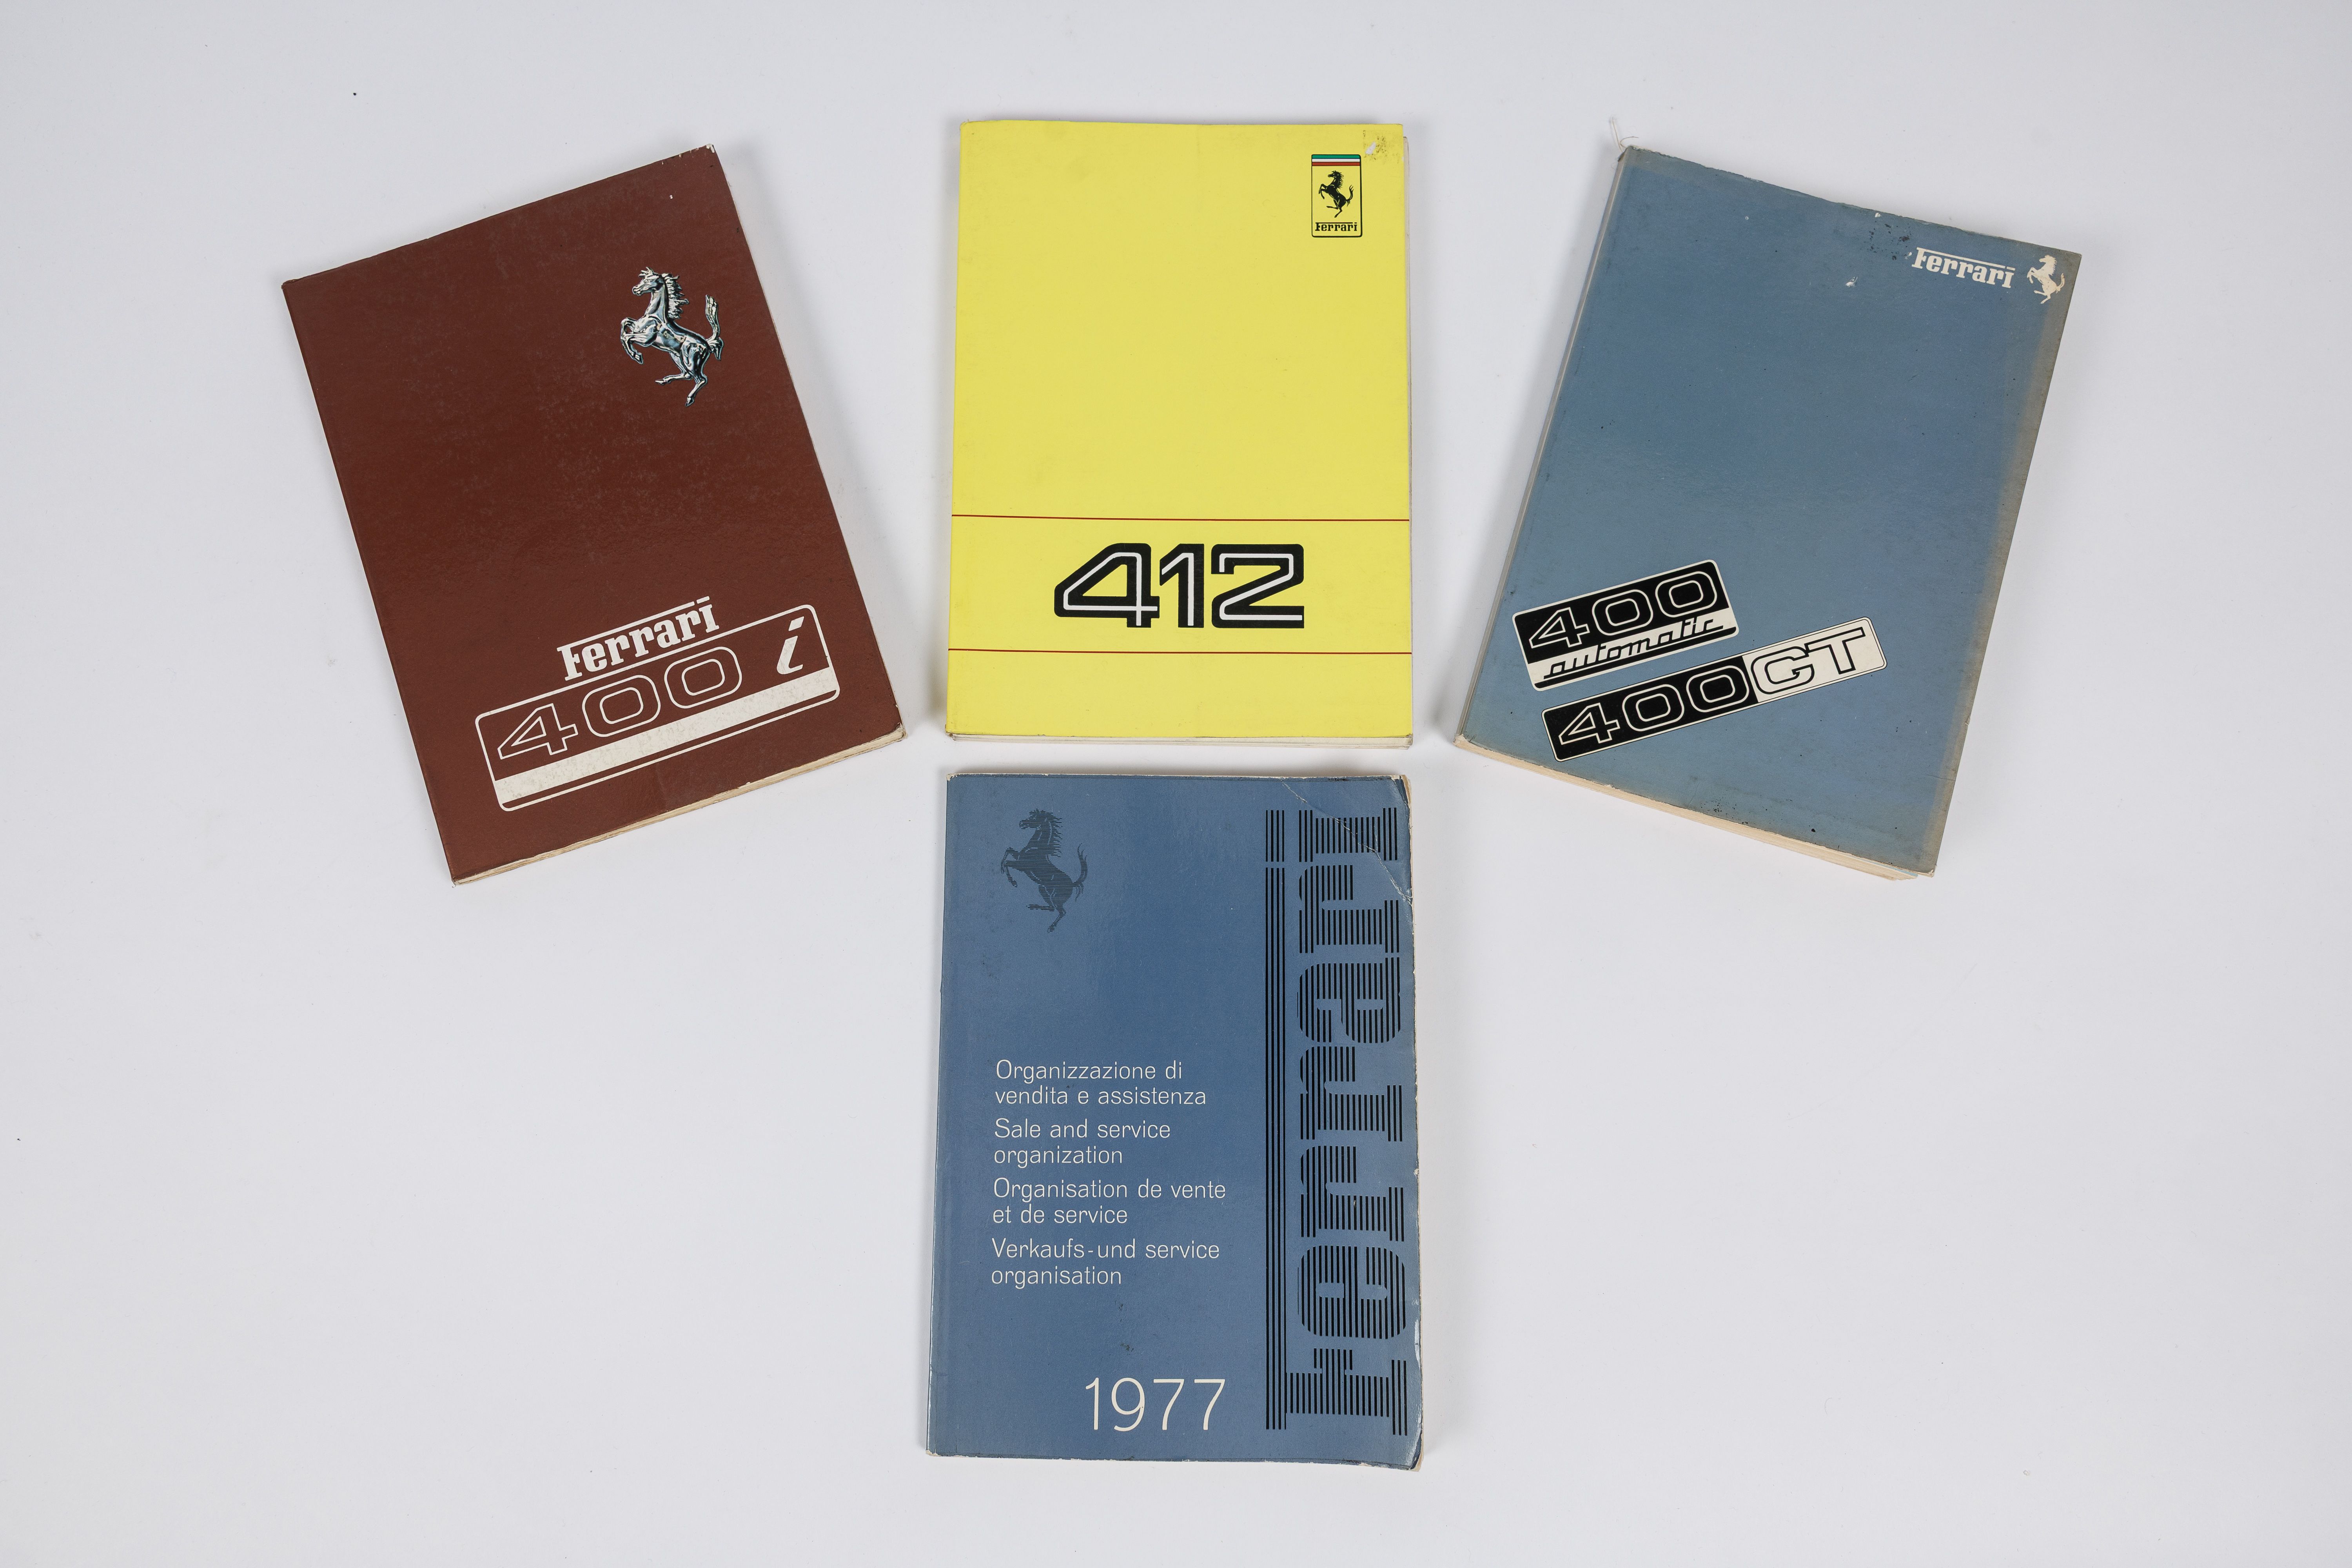 Ferrari
400 i
Ferrari
412
Ferrari
400
automatic
400GT
Ferrari
Organizzazione di
vendita e assistenza
Sale and service
organization
Organisation de vente
et de service
Verkaufs-und service
organisation
1977